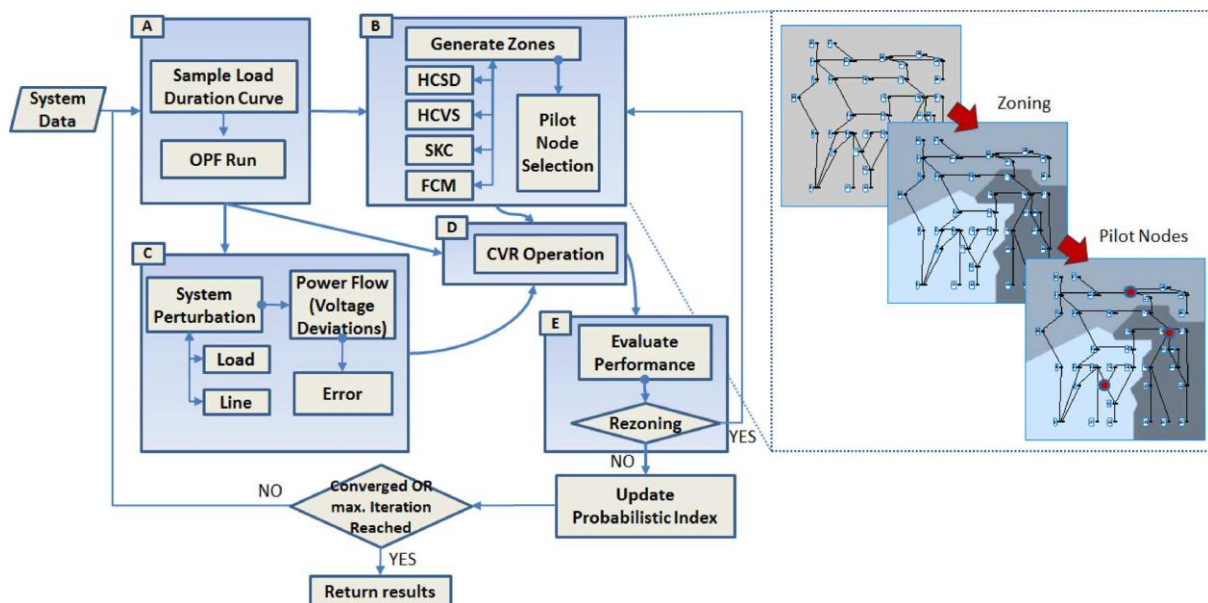 System
Data
A
Sample Load
Duration Curve
OPF Run
B
Generate Zones
HCSD
HCVS
SKC
FCM
Pilot
Node
Selection
C
System
Perturbation
Load
Line
Power Flow
(Voltage
Deviations)
Error
D
CVR Operation
E
Evaluate
Performance
Rezoning
YES
NO
Update
Probabilistic Index
Converged OR
max. Iteration
Reached
NO
YES
Return results
Zoning
Pilot Nodes